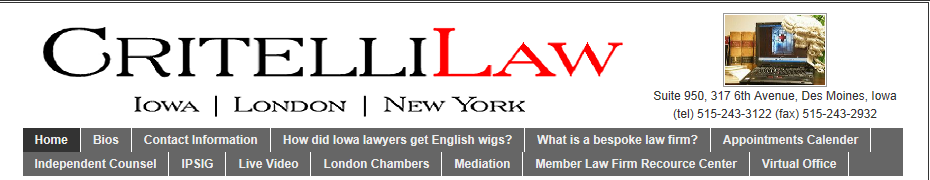 CRITELLILAW
IOWA | LONDON | NEW YORK
Suite 950, 317 6th Avenue, Des Moines, Iowa
(tel) 515-243-3122 (fax) 515-243-2932
Home Bios Contact Information How did Iowa lawyers get English wigs? What is a bespoke law firm? Appointments Calender
Independent Counsel IPSIG Live Video London Chambers Mediation Member Law Firm Recource Center Virtual Office